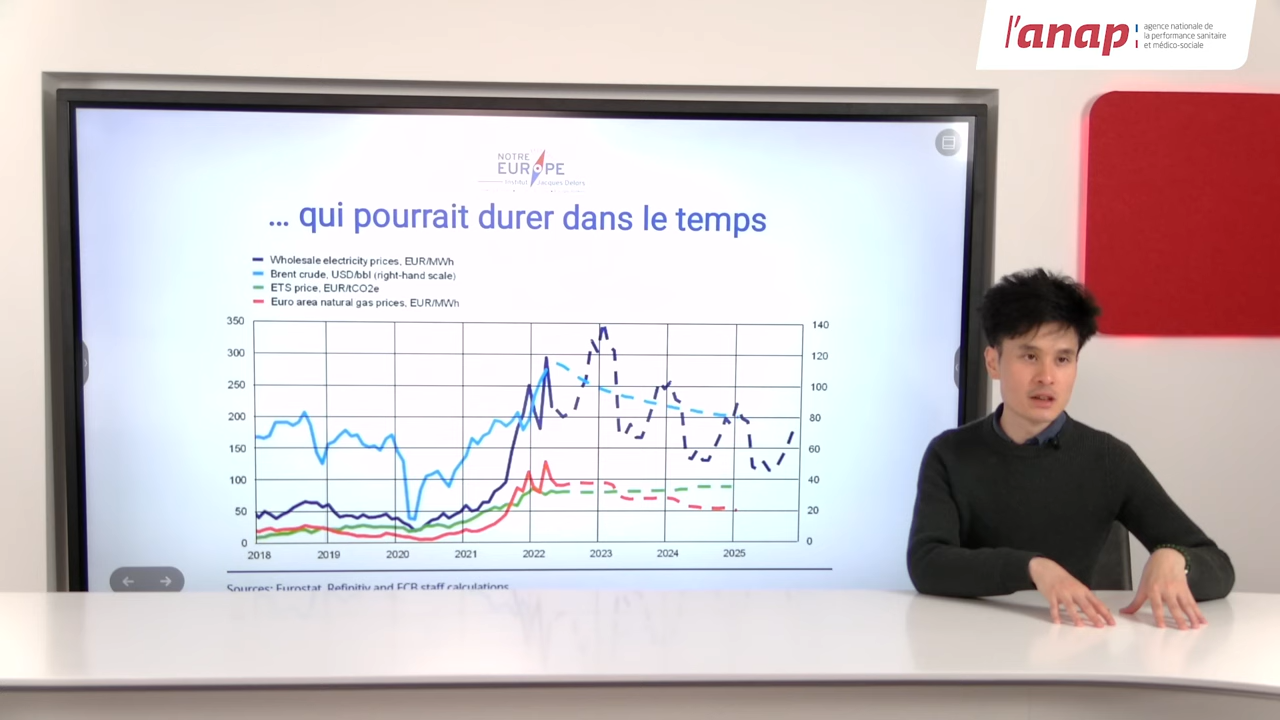 l'anap
agence nationale de
la performance sanitaire
et médico-sociale
NOTRE
EUROPE
Institut Jacques Delors
... qui pourrait durer dans le temps
Wholesale electricity prices, EUR/MWh
Brent crude, USD/bbl (right-hand scale)
ETS price, EUR/tCO2e
Euro area natural gas prices, EUR/MWh
350 140
300 120
250 100
200 80
150 60
100 40
50 20
0 0
2018 2019 2020 2021 2022 2023 2024 2025
Sources: Eurostat, Refinitiv and ECB staff calculations